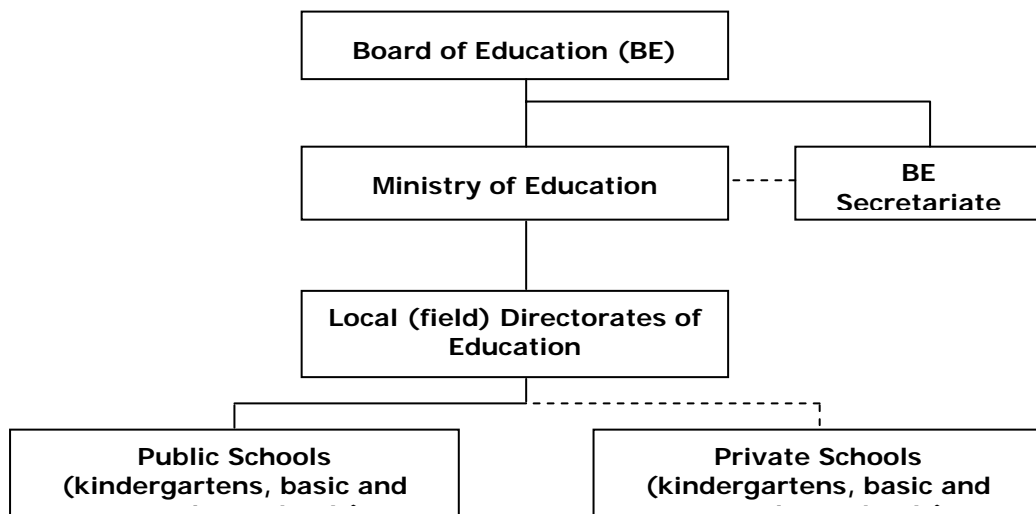 Board of Education (BE)
Ministry of Education
BE
Secretariate
Local (field) Directorates of
Education
Public Schools
(kindergartens, basic and
Private Schools
(kindergartens, basic and